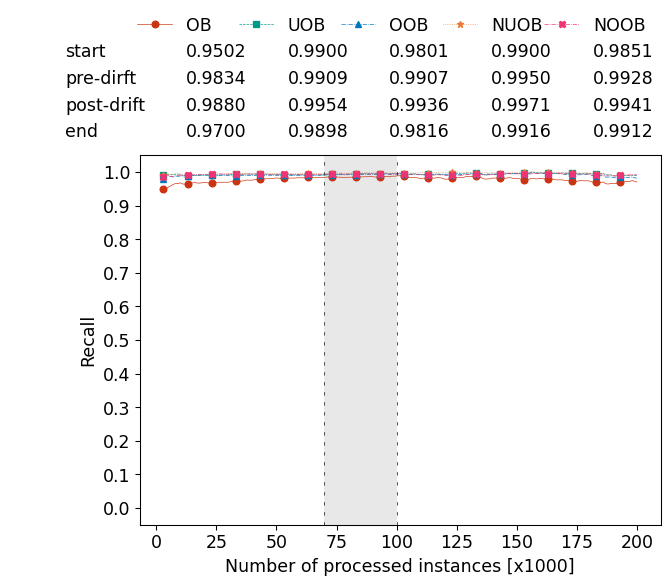 OB UOB OOB NUOB NOOB
start 0.9502 0.9900 0.9801 0.9900 0.9851
pre-dirft 0.9834 0.9909 0.9907 0.9950 0.9928
post-drift 0.9880 0.9954 0.9936 0.9971 0.9941
end 0.9700 0.9898 0.9816 0.9916 0.9912
1.0
0.9
0.8
0.7
0.6
0.5
0.4
0.3
0.2
0.1
0.0
Recall
0 25 50 75 100 125 150 175 200
Number of processed instances [x1000]